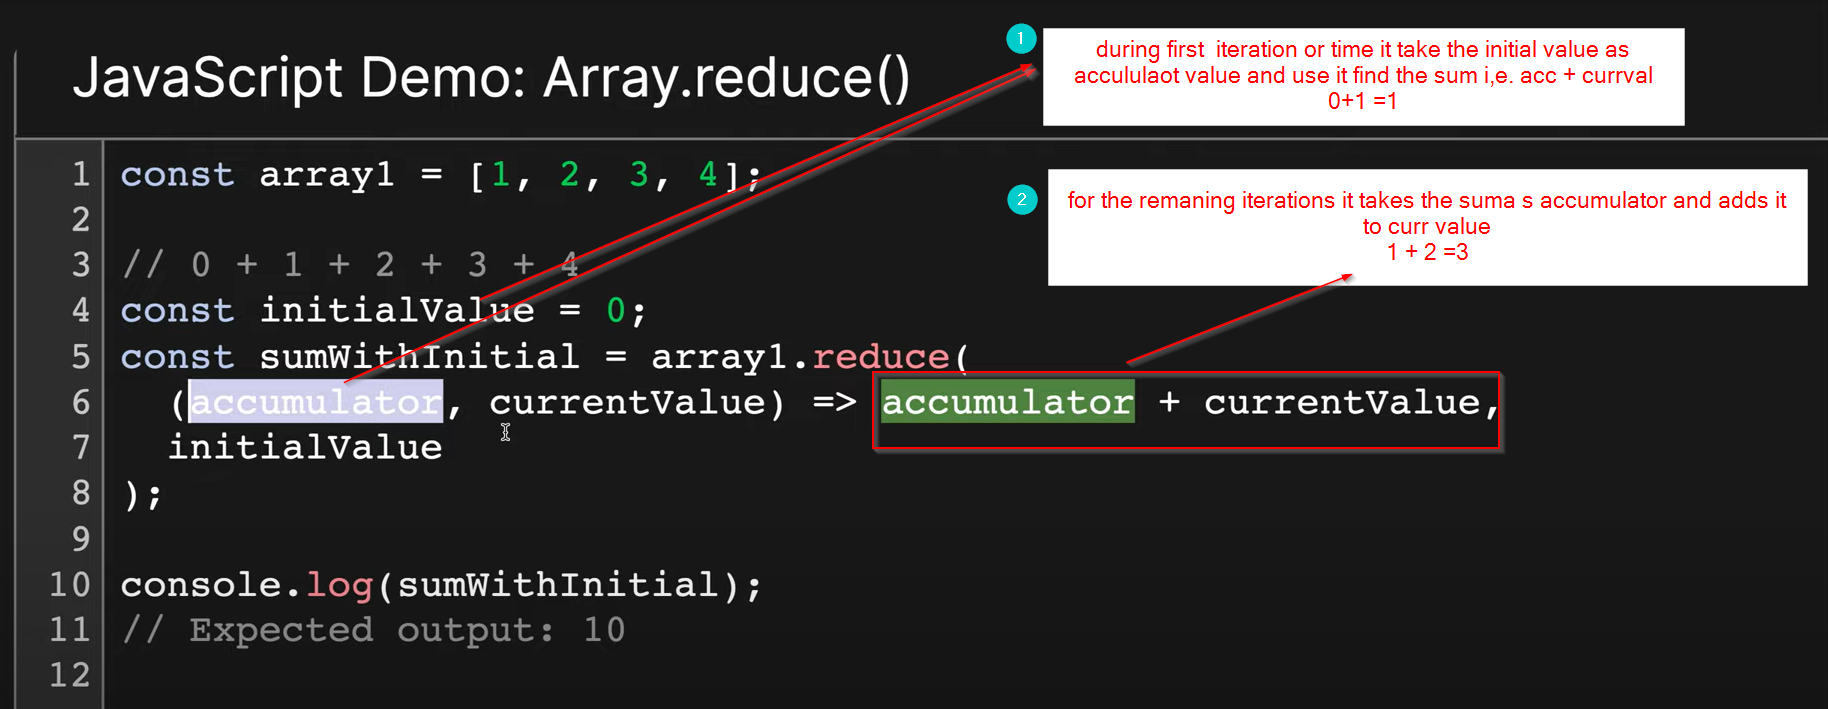 JavaScript Demo: Array.reduce()
1
during first iteration or time it take the initial value as
accululaot value and use it find the sum i,e. acc + currval
0+1 =1
2
for the remaning iterations it takes the suma s accumulator and adds it
to curr value
1 + 2 =3
1 const array1 = [1, 2, 3, 4];
2
3 // 0 + 1 + 2 + 3 + 4
4 const initialValue = 0;
5 const sumWithInitial = array1.reduce(
6 (accumulator, currentValue) => accumulator + currentValue,
7 initialValue
8 );
9
10 console.log(sumWithInitial);
11 // Expected output: 10
12